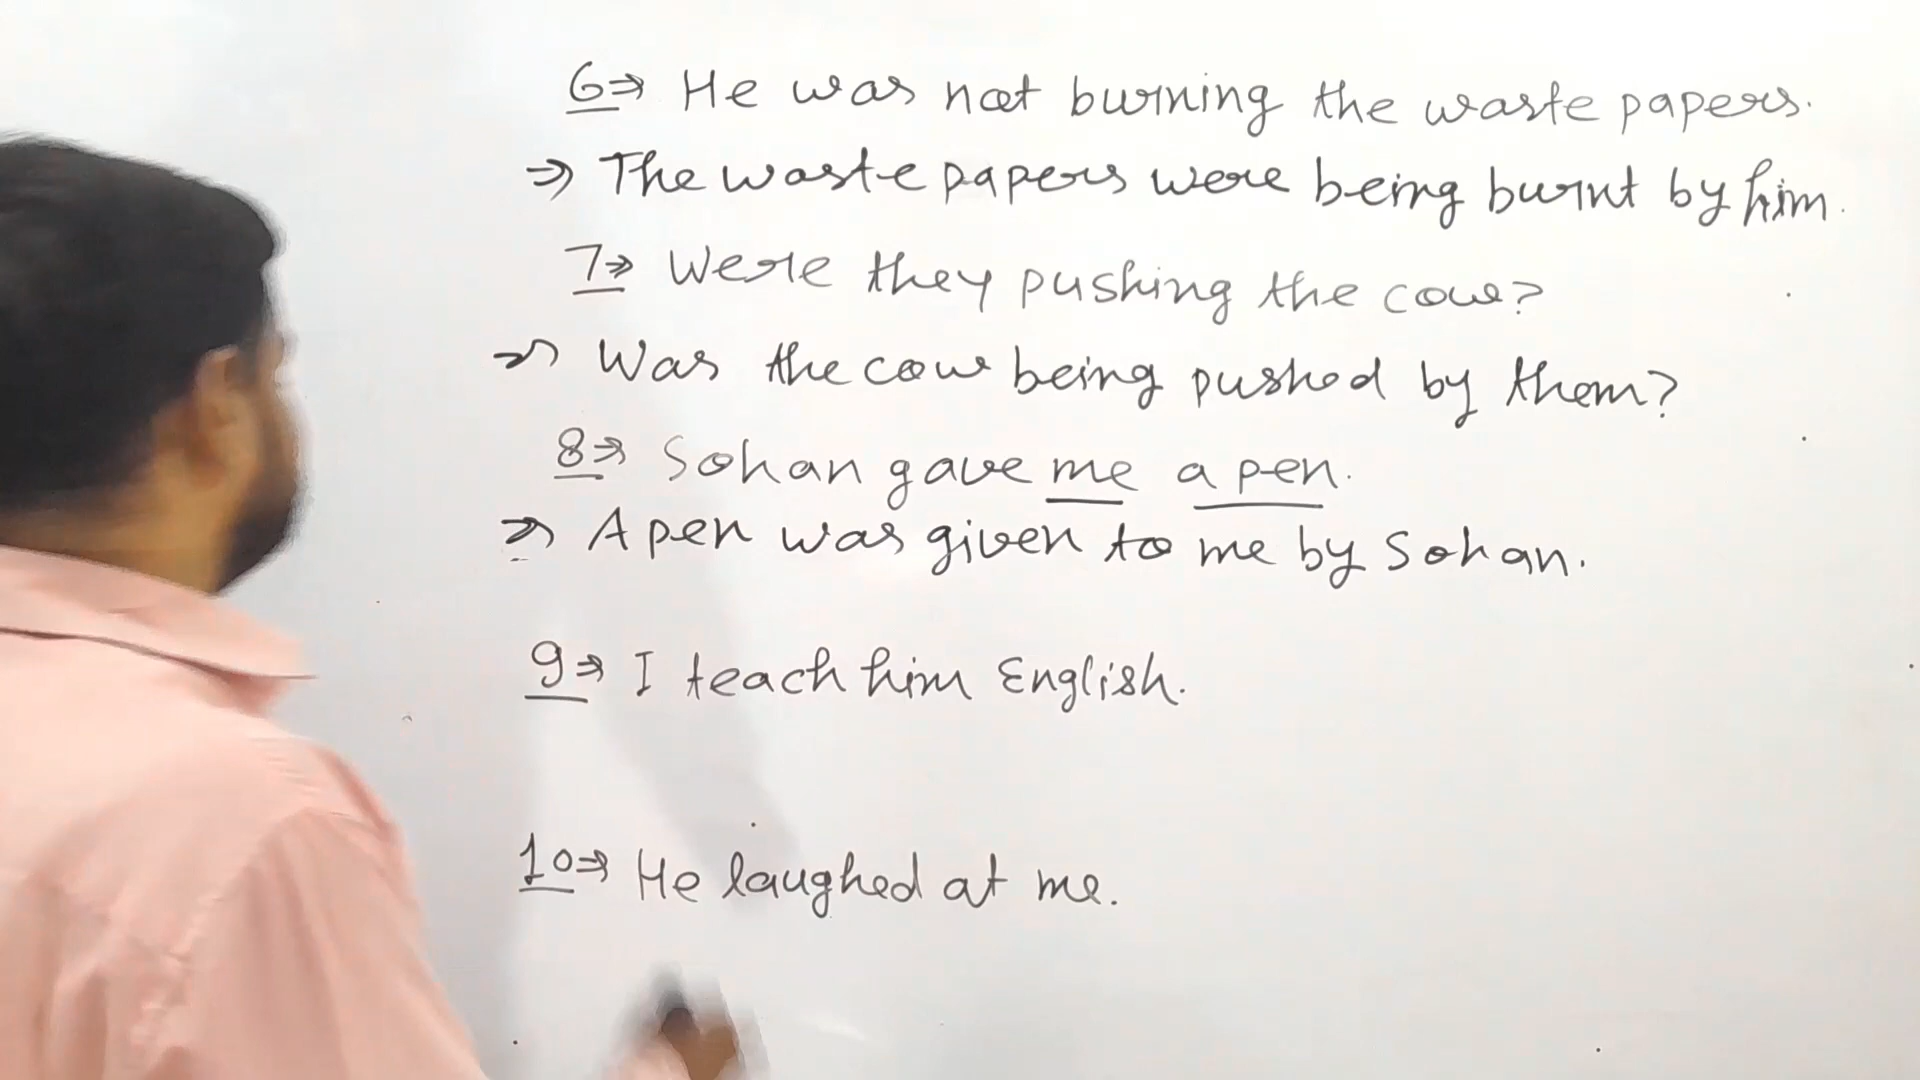 6⇒ He was not burning the waste papers.
⇒ The waste papers were being burnt by him.
7⇒ Were they pushing the cow?
⇒ Was the cow being pushed by them?
8⇒ Sohan gave me a pen.
⇒ A pen was given to me by Sohan.
9⇒ I teach him English.
10⇒ He laughed at me.